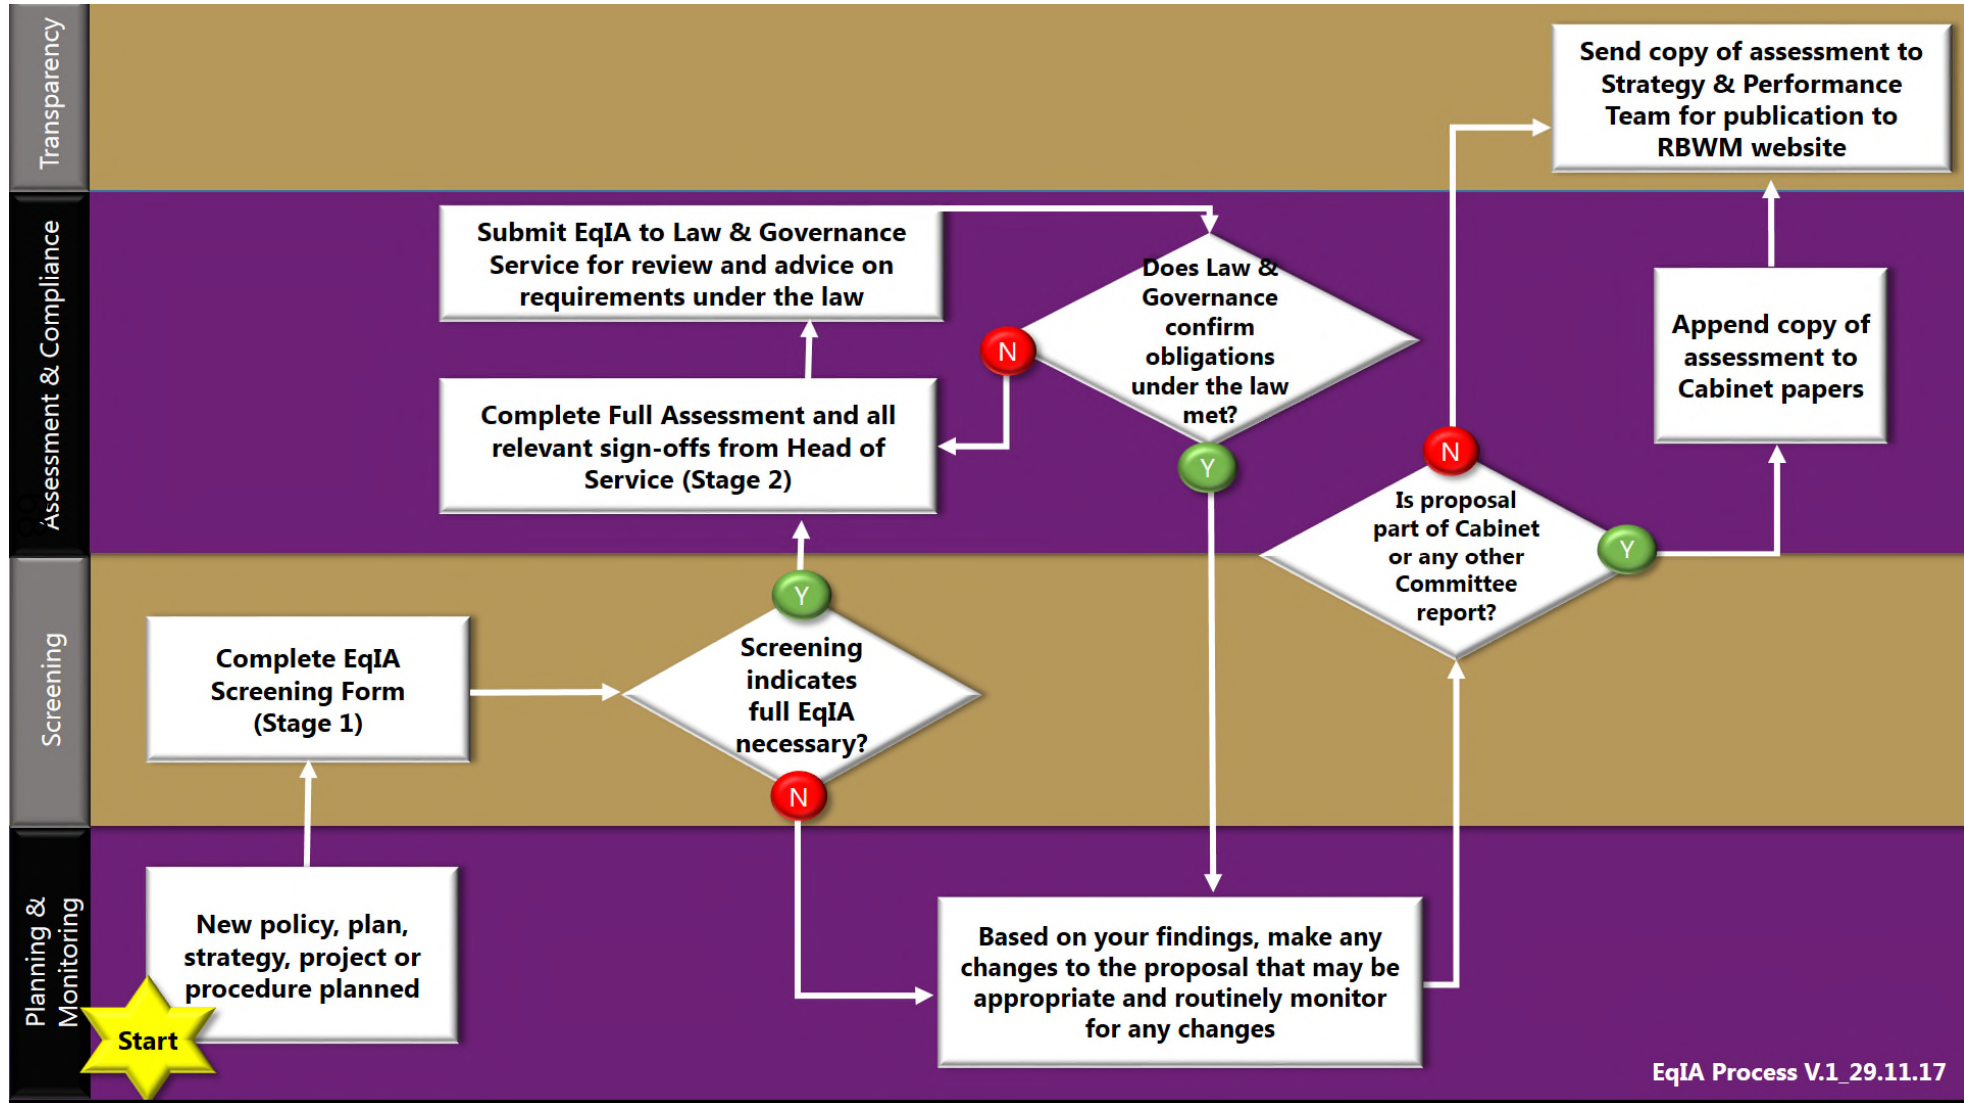 Transparency
Send copy of assessment to
Strategy & Performance
Team for publication to
RBWM website
Assessment & Compliance
Submit EqIA to Law & Governance
Service for review and advice on
requirements under the law
Does Law &
Governance
confirm
obligations
under the law
met?
N
Y
Complete Full Assessment and all
relevant sign-offs from Head of
Service (Stage 2)
Append copy of
assessment to
Cabinet papers
N
Is proposal
part of Cabinet
or any other
Committee
report?
Y
Screening
Complete EqIA
Screening Form
(Stage 1)
Y
Screening
indicates
full EqIA
necessary?
N
Planning &
Monitoring
New policy, plan,
strategy, project or
procedure planned
Start
Based on your findings, make any
changes to the proposal that may be
appropriate and routinely monitor
for any changes
EqIA Process V.1_29.11.17